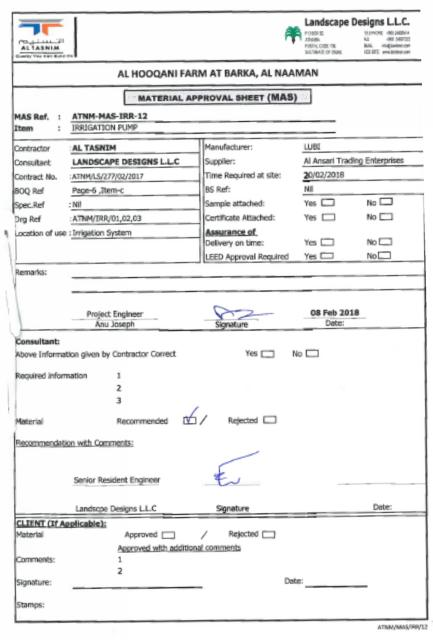 Landscape Designs L.L.C.
AL TASNIM
AL HOOQANI FARM AT BARKA, AL NAAMAN
MATERIAL APPROVAL SHEET (MAS)
MAS Ref. : ATNM-MAS-IRR-12
Item : IRRIGATION PUMP
Contractor : AL TASNIM
Manufacturer: LUBI
Consultant LANDSCAPE DESIGNS L.L.C
Supplier: Al Ansari Trading Enterprises
Contract No. :ATNM/LS/277/02/2017
Time Required at site: 20/02/2018
BOQ Ref Page-6 ,Item-c
BS Ref: Nil
Spec.Ref :Nil
Sample attached: Yes No
Drg Ref :ATNM/IRR/01,02,03
Certificate Attached: Yes No
Location of use :Irrigation System
Assurance of
Delivery on time: Yes No
LEED Approval Required Yes No
Remarks:
Project Engineer
08 Feb 2018
Anu Joseph Signature Date:
Consultant:
Above Information given by Contractor Correct Yes No
Required information 1
2
3
Material Recommended / Rejected
Recommendation with Comments:
Senior Resident Engineer
Landscpe Designs L.L.C Signature Date:
CLIENT (If Applicable):
Material Approved / Rejected
Approved with additional comments
Comments: 1
2
Signature: Date:
Stamps:
ATNM/MAS/IRR/12